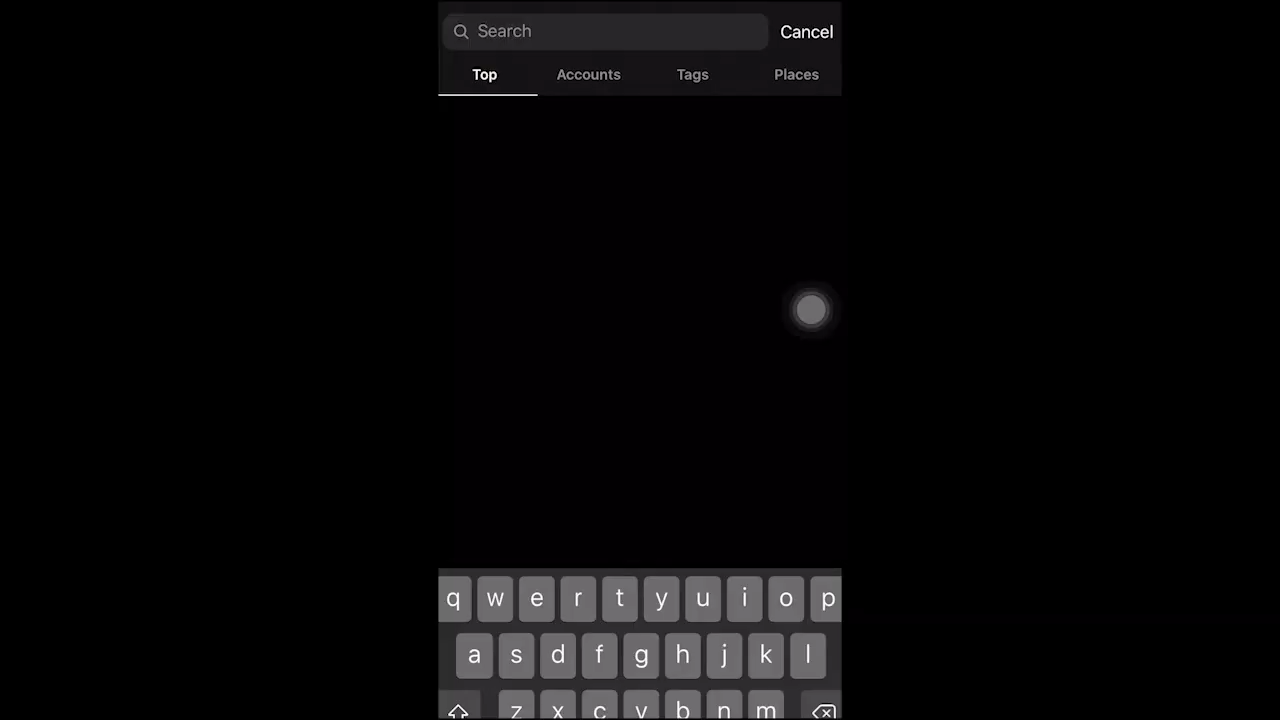 Search Cancel
Top Accounts Tags Places
q w e r t y u i o p
a s d f g h j k l
z x c v b n m